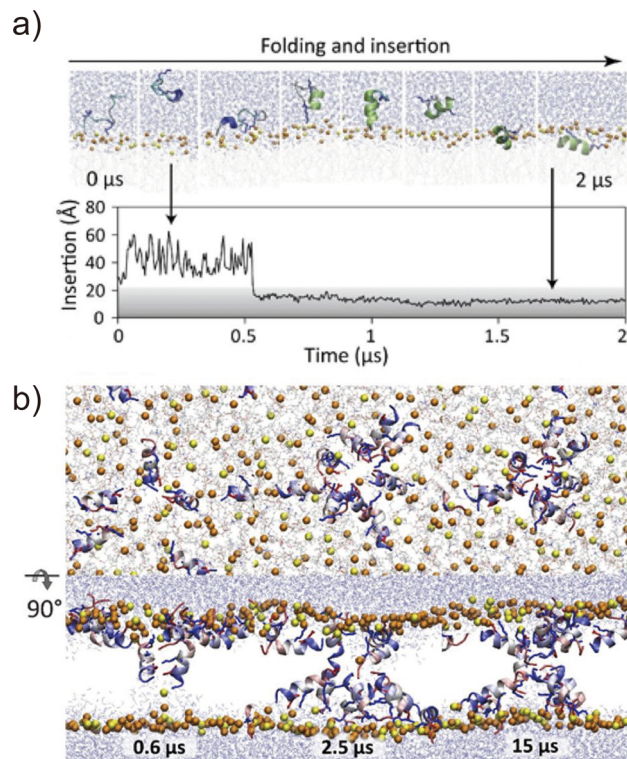 a)
Folding and insertion
0 µs
2 µs
Insertion (Å)
80
60
40
20
0
0
0.5
1
1.5
2
Time (µs)
b)
90°
0.6 µs
2.5 µs
15 µs